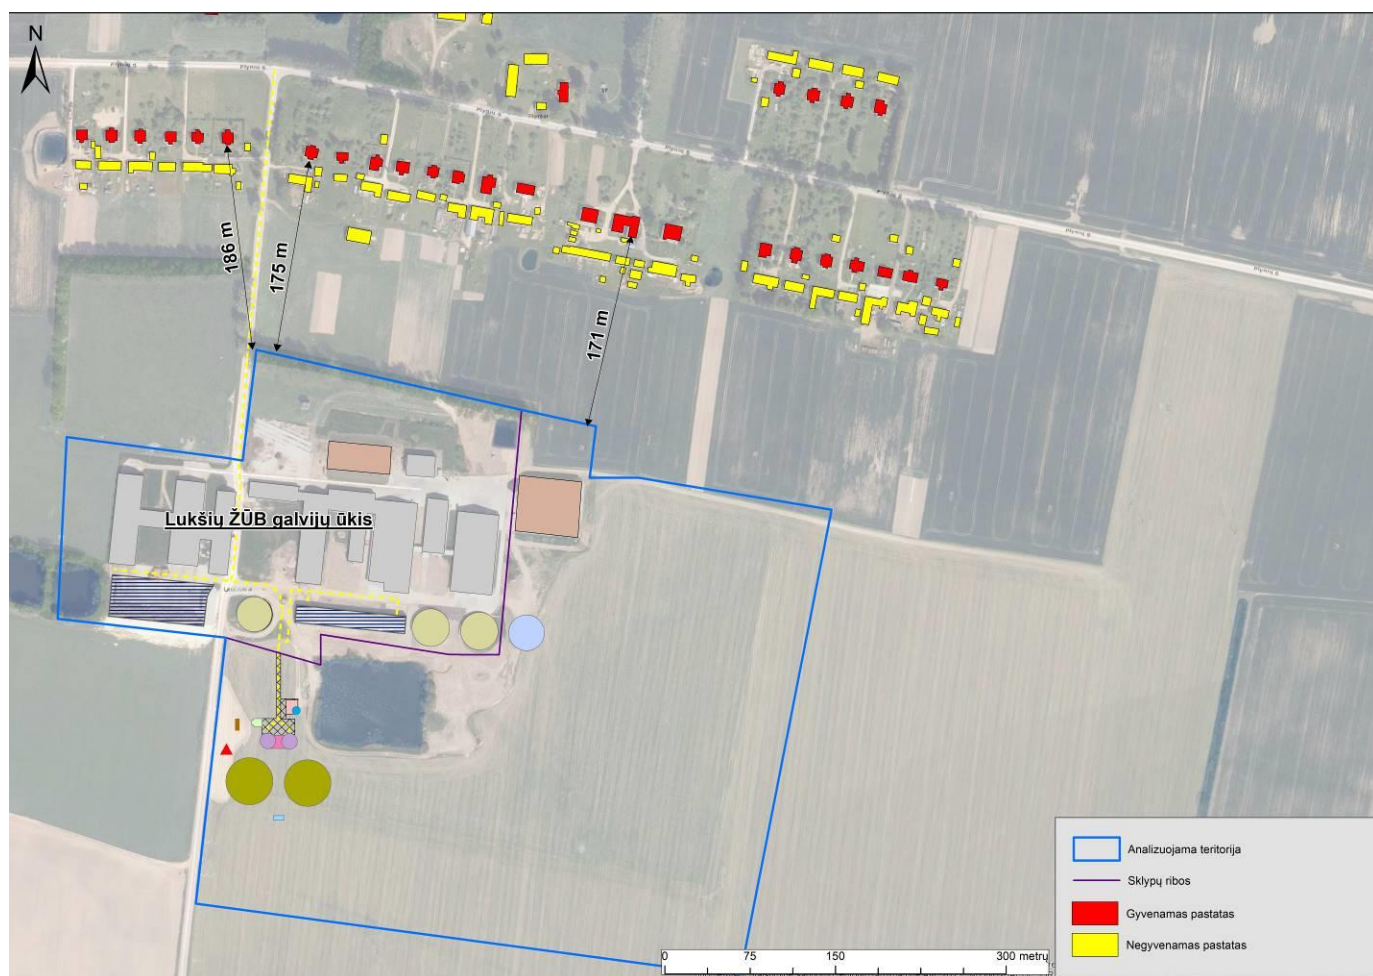 N
186 m
175 m
171 m
Lukšių ŽŪB galvijų ūkis
Analizuojama teritorija
Sklypų ribos
Gyvenamas pastatas
Negyvenamas pastatas
0 75 150 300 metrų